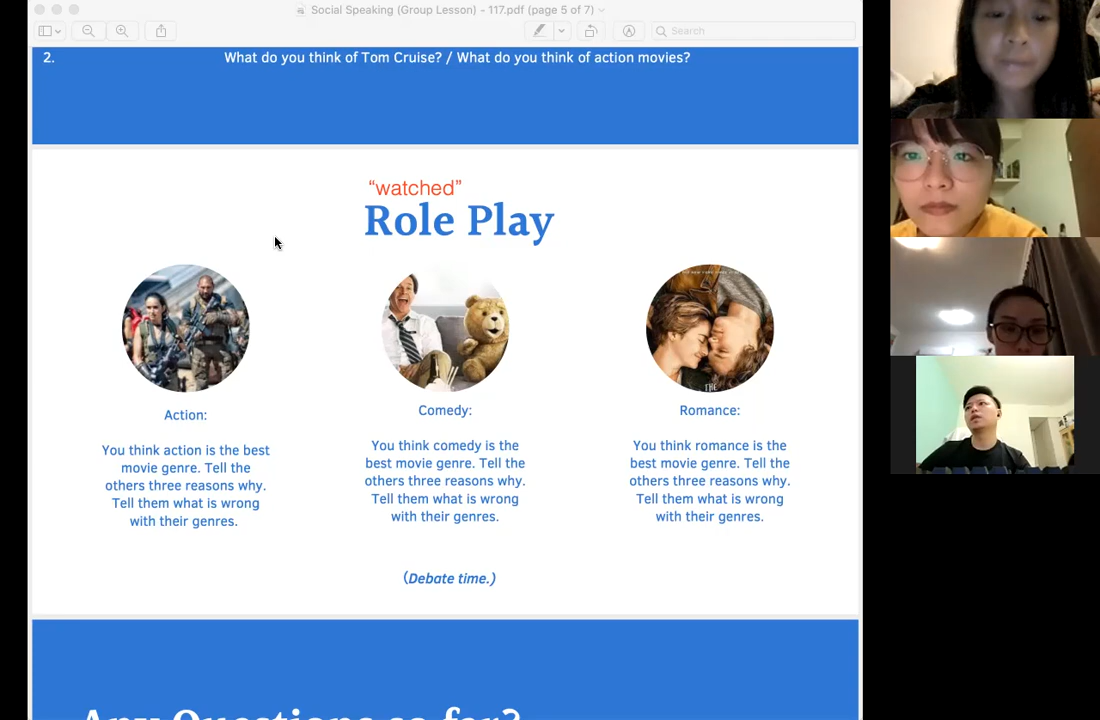 Social Speaking (Group Lesson) - 117.pdf (page 5 of 7)
Search
2. What do you think of Tom Cruise? / What do you think of action movies?
“watched”
Role Play
Action:
You think action is the best
movie genre. Tell the
others three reasons why.
Tell them what is wrong
with their genres.
Comedy:
You think comedy is the
best movie genre. Tell the
others three reasons why.
Tell them what is wrong
with their genres.
THE
Romance:
You think romance is the
best movie genre. Tell the
others three reasons why.
Tell them what is wrong
with their genres.
(Debate time.)
Any Questions so far?